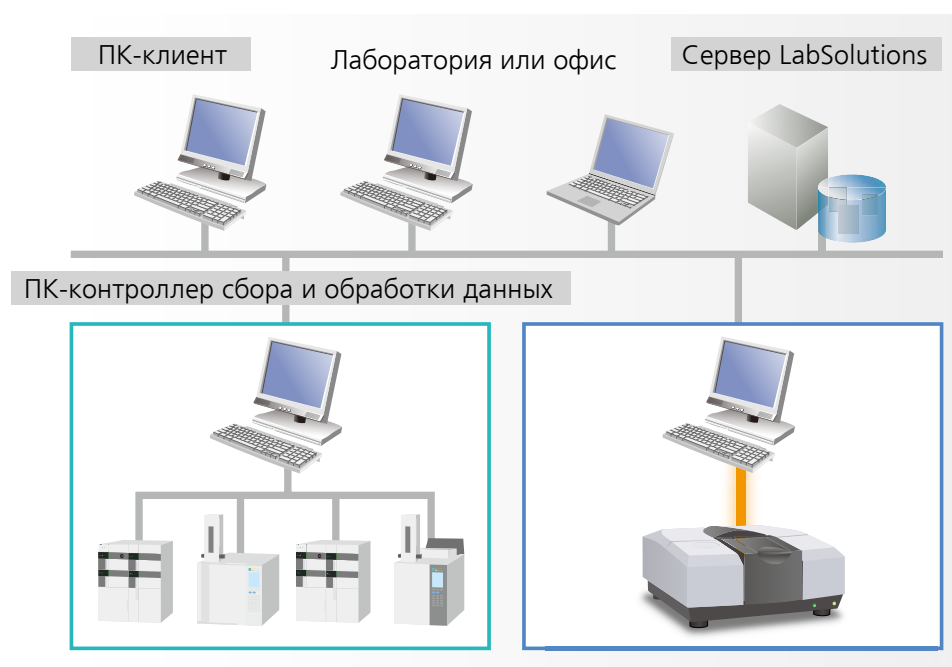 ПК-клиент
Лаборатория или офис
Сервер LabSolutions
ПК-контроллер сбора и обработки данных